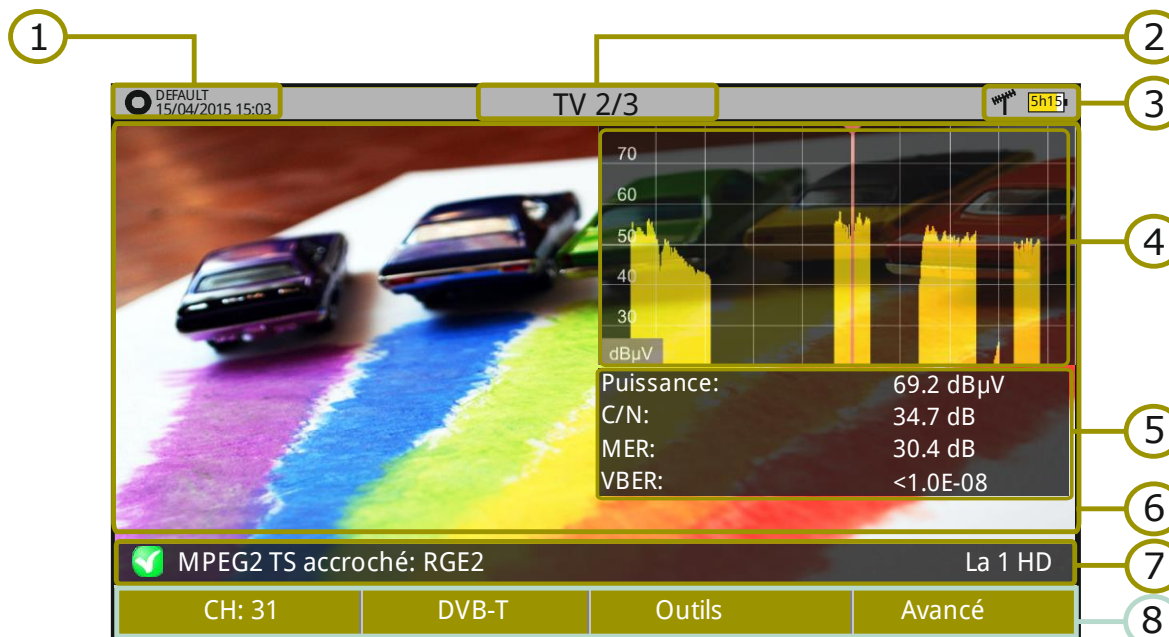 1
2
DEFAULT
15/04/2015 15:03
TV 2/3
5h15
3
70
60
50
40
30
dBµV
4
Puissance: 69.2 dBµV
C/N: 34.7 dB
MER: 30.4 dB
VBER: <1.0E-08
5
6
MPEG2 TS accroché: RGE2 La 1 HD
7
CH: 31 DVB-T Outils Avancé
8